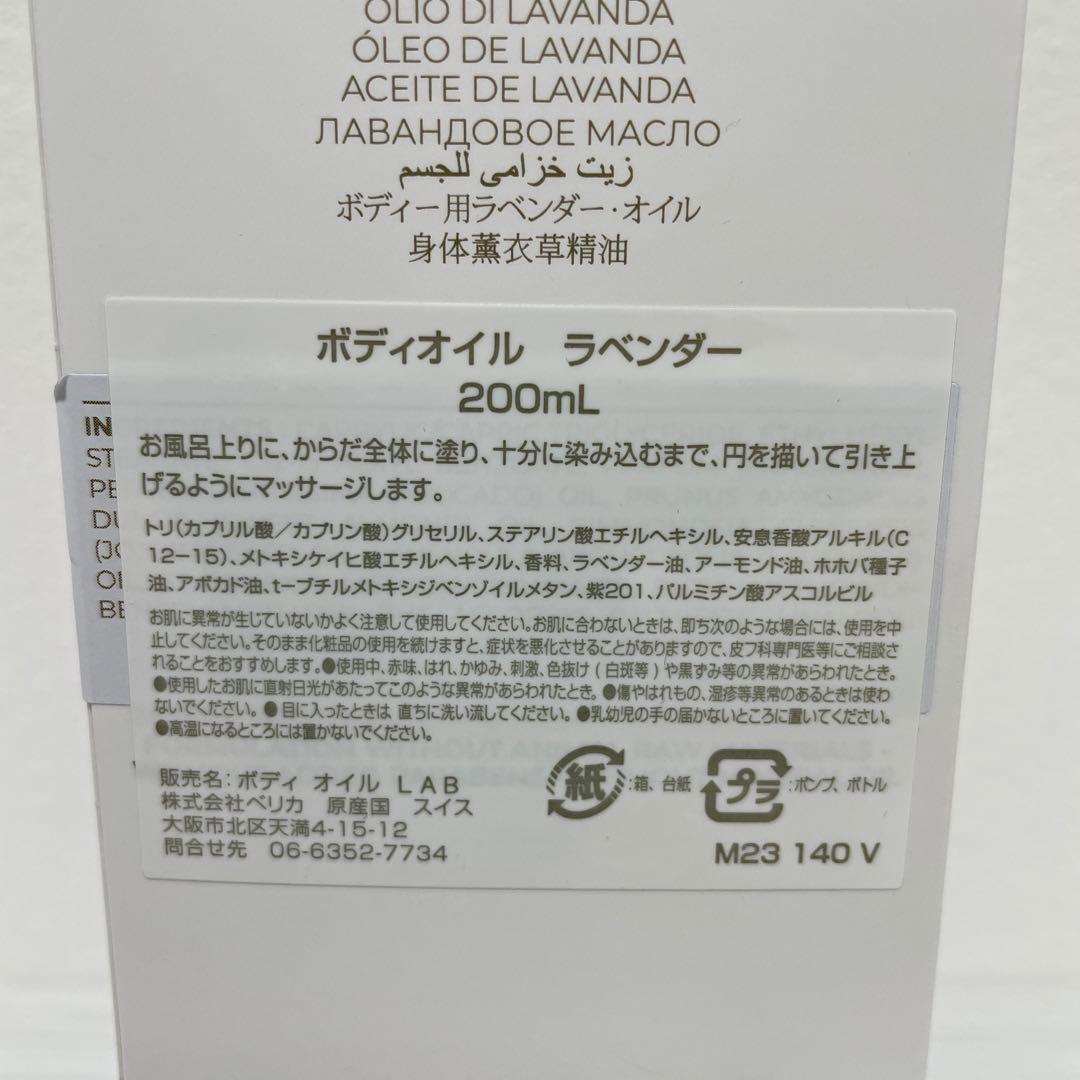 OLIO DI LAVANDA
ÓLEO DE LAVANDA
ACEITE DE LAVANDA
ЛАВАНДОВОЕ МАСЛО
زيت خزامى للجسم
ボディー用ラベンダー・オイル
身体薰衣草精油
ボディオイル　ラベンダー
200mL
お風呂上りに、からだ全体に塗り、十分に染み込むまで、円を描いて引き上
げるようにマッサージします。
トリ(カプリル酸／カプリン酸)グリセリル、ステアリン酸エチルヘキシル、安息香酸アルキル(C
12−15)、メトキシケイヒ酸エチルヘキシル、香料、ラベンダー油、アーモンド油、ホホバ種子
油、アボカド油、t−ブチルメトキシジベンゾイルメタン、紫201、パルミチン酸アスコルビル
お肌に異常が生じていないかよく注意して使用してください。お肌に合わないときは、即ち次のような場合には、使用を中
止してください。そのまま化粧品の使用を続けますと、症状を悪化させることがありますので、皮フ科専門医等にご相談さ
れることをおすすめします。●使用中、赤味、はれ、かゆみ、刺激、色抜け(白斑等)や黒ずみ等の異常があらわれたとき。
●使用したお肌に直射日光があたってこのような異常があらわれたとき。●傷やはれもの、湿疹等異常のあるときは使わ
ないでください。● 目に入ったときは 直ちに洗い流してください。●乳幼児の手の届かないところに置いてください。
●高温になるところには置かないでください。
販売名：ボディ オイル ＬＡＢ
株式会社ベリカ　原産国　スイス
大阪市北区天満4-15-12
問合せ先　06-6352-7734
紙：箱、台紙
プラ：ポンプ、ボトル
M23 140 V
IN
ST
PE
DU
(JO
BE